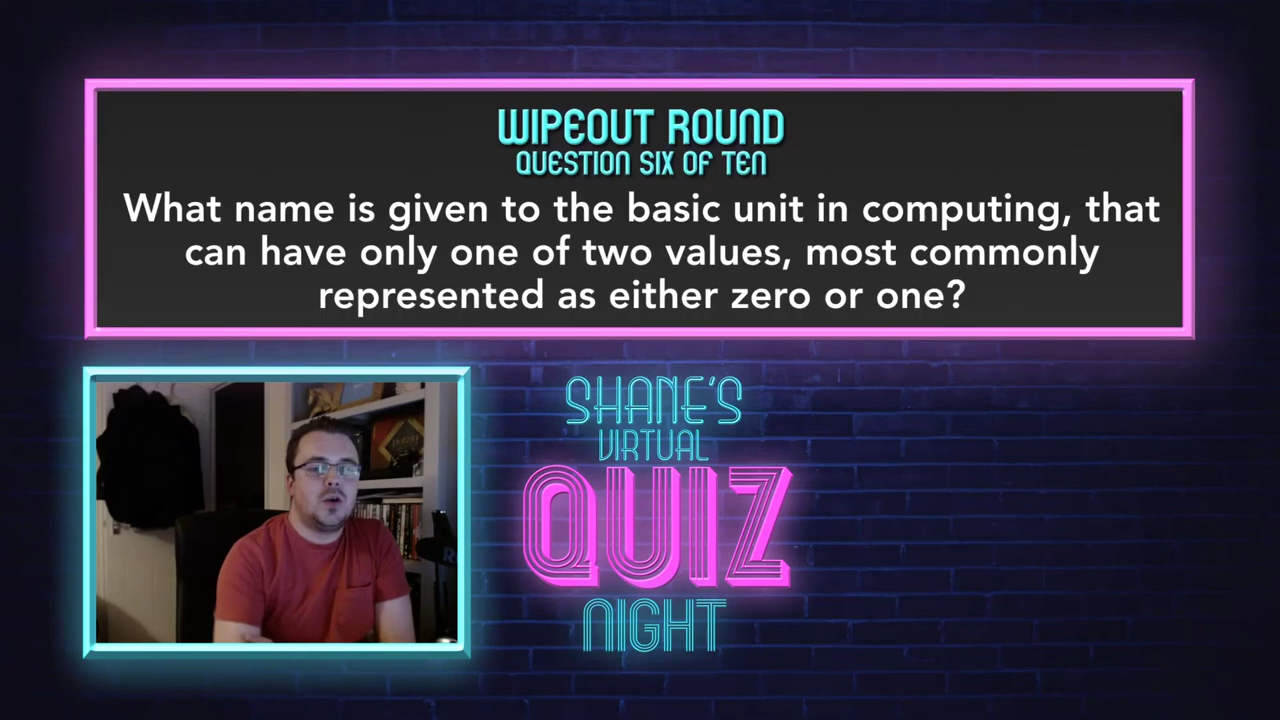 WIPEOUT ROUND
QUESTION SIX OF TEN
What name is given to the basic unit in computing, that
can have only one of two values, most commonly
represented as either zero or one?
SHANE'S
VIRTUAL
QUIZ
NIGHT